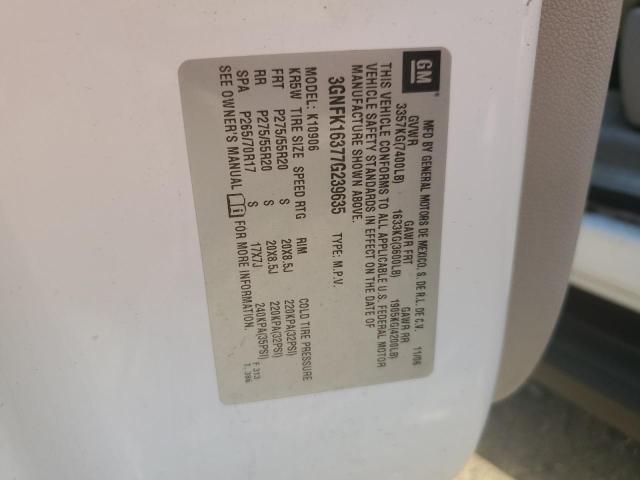 GM
MFD BY GENERAL MOTORS DE MEXICO, S. DE R.L. DE C.V. 11/06
GVWR GAWR FRT GAWR RR
3357KG(7400LB) 1633KG(3600LB) 1905KG(4200LB)
THIS VEHICLE CONFORMS TO ALL APPLICABLE U.S. FEDERAL MOTOR
VEHICLE SAFETY STANDARDS IN EFFECT ON THE DATE OF
MANUFACTURE SHOWN ABOVE.
3GNFK16377G239635 TYPE: M.P.V.
MODEL: K10906
KR5W TIRE SIZE SPEED RTG RIM COLD TIRE PRESSURE
FRT P275/55R20 S 20X8.5J 220KPA(32PSI)
RR P275/55R20 S 20X8.5J 220KPA(32PSI)
SPA P265/70R17 S 17X7J 240KPA(35PSI)
SEE OWNER'S MANUAL FOR MORE INFORMATION.
F 313
T. 386